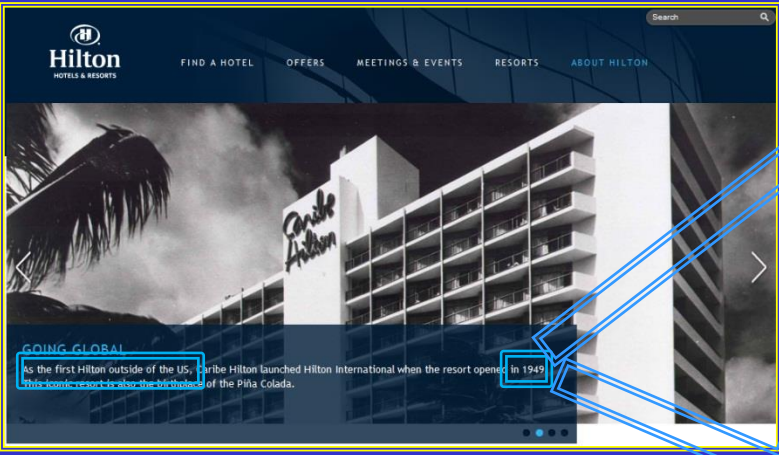 Search
H
Hilton
HOTELS & RESORTS
FIND A HOTEL OFFERS MEETINGS & EVENTS RESORTS ABOUT HILTON
Caribe
Hilton
GOING GLOBAL
As the first Hilton outside of the US, Caribe Hilton launched Hilton International when the resort opened in 1949
This iconic resort is also the birthplace of the Piña Colada.